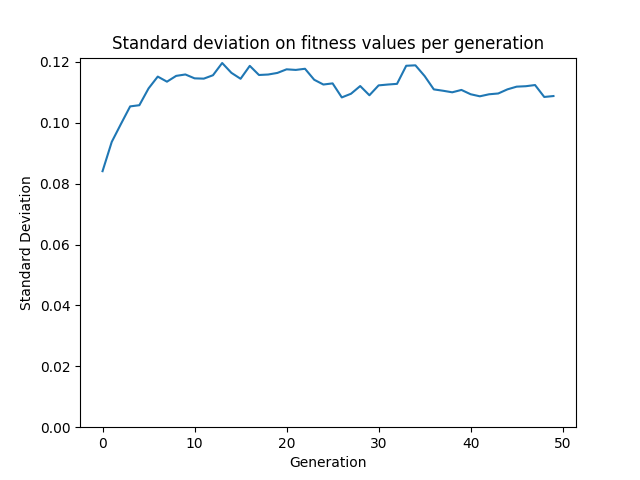 Standard deviation on fitness values per generation
0.12
0.10
0.08
0.06
0.04
0.02
0.00
Standard Deviation
0 10 20 30 40 50
Generation